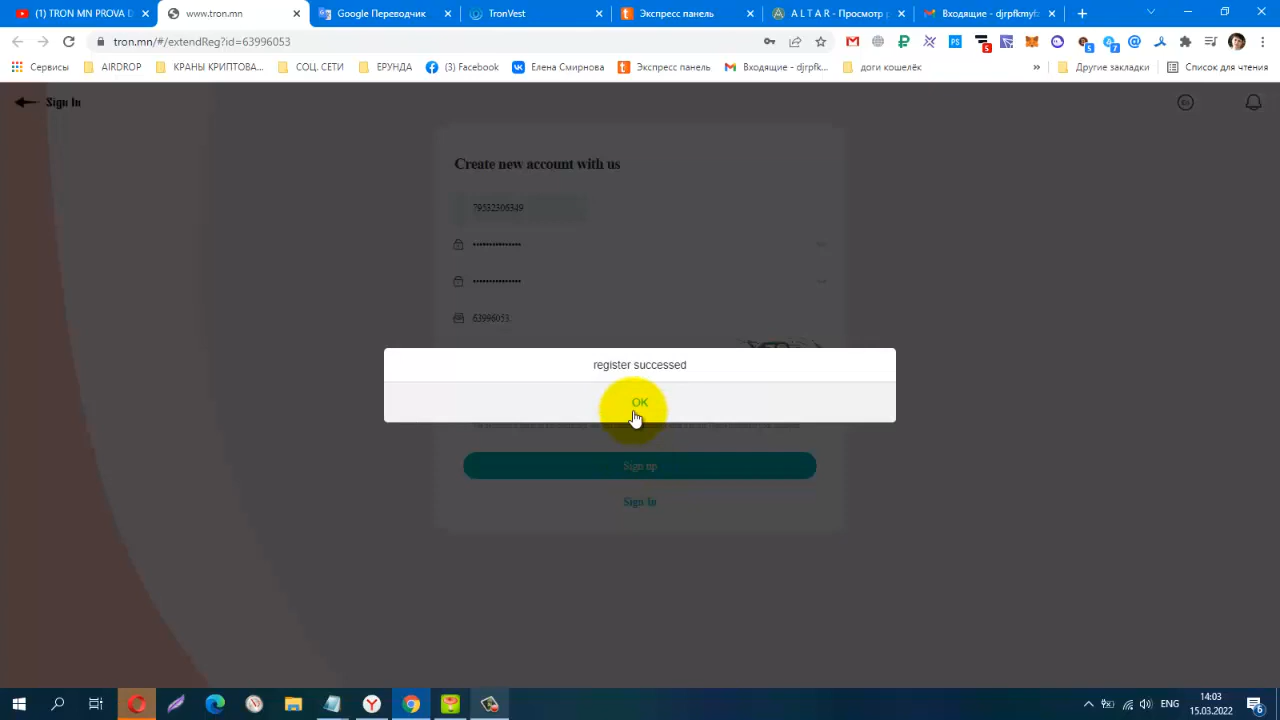 TRON MN PROVA D
www.tron.mn
Google Переводчик
TronVest
Экспресс панель
A L T A R - Просмотр р
Входящие - djrpfkmyfz
tron.mn/#/extendReg?id=63996053
5
7
Сервисы
AIRDROP
КРАНЫ КРИПТОВА...
СОЦ. СЕТИ
ЕРУНДА
(3) Facebook
Елена Смирнова
Экспресс панель
Входящие - djrpfk...
доги кошелёк
»
Другие закладки
Список для чтения
Sign In
Create new account with us
63996053
register successed
OK
Sign up
Sign In
14:03
ENG
15.03.2022